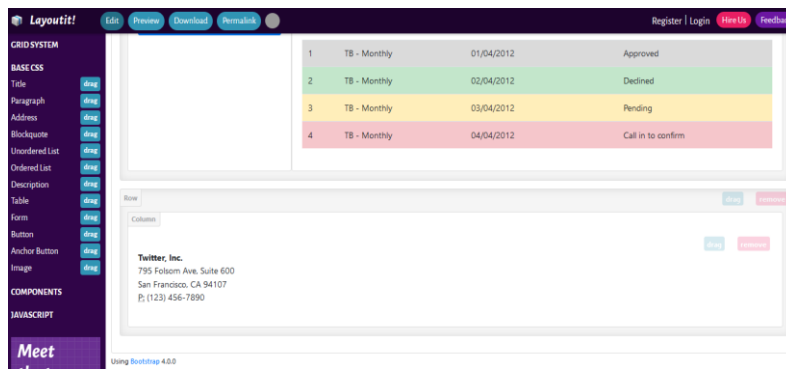 Layoutit!
Edit Preview Download Permalink
Register | Login Hire Us Feedba
GRID SYSTEM
BASE CSS
Title drag
Paragraph drag
Address drag
Blockquote drag
Unordered List drag
Ordered List drag
Description drag
Table drag
Form drag
Button drag
Anchor Button drag
Image drag
COMPONENTS
JAVASCRIPT
Meet
1 TB - Monthly 01/04/2012 Approved
2 TB - Monthly 02/04/2012 Declined
3 TB - Monthly 03/04/2012 Pending
4 TB - Monthly 04/04/2012 Call in to confirm
Row drag remove
Column
drag remove
Twitter, Inc.
795 Folsom Ave, Suite 600
San Francisco, CA 94107
P: (123) 456-7890
Using Bootstrap 4.0.0